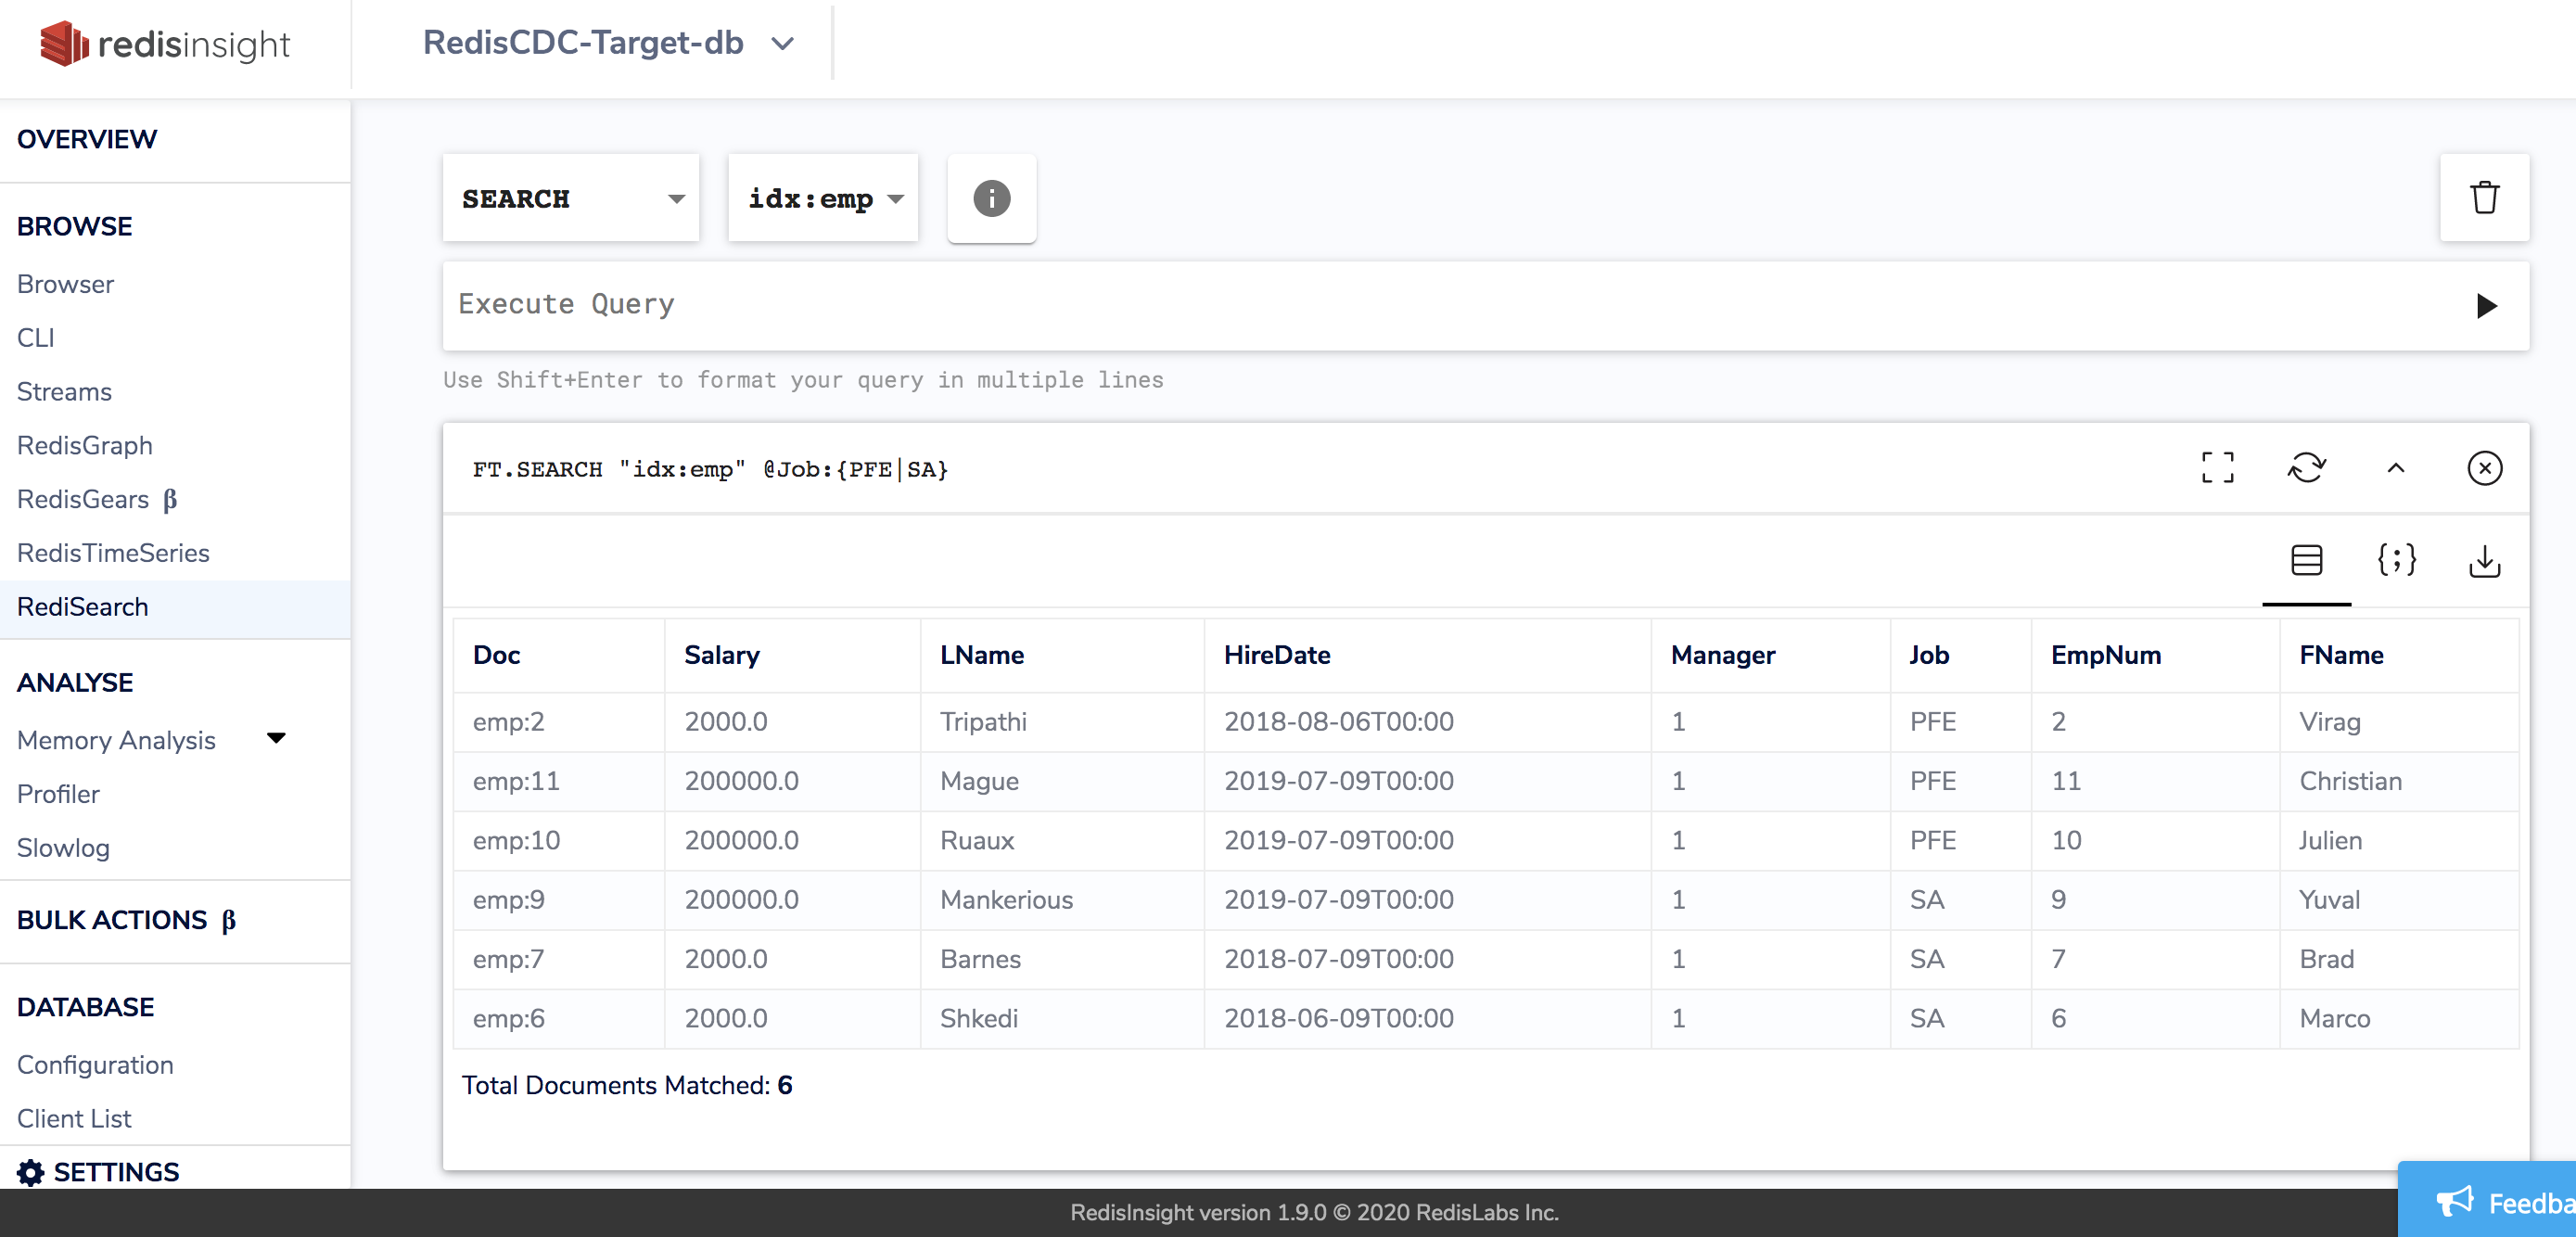 redisinsight
RedisCDC-Target-db
OVERVIEW
BROWSE
Browser
CLI
Streams
RedisGraph
RedisGears β
RedisTimeSeries
RediSearch
ANALYSE
Memory Analysis
Profiler
Slowlog
BULK ACTIONS β
DATABASE
Configuration
Client List
SETTINGS
SEARCH idx:emp
Execute Query
Use Shift+Enter to format your query in multiple lines
FT.SEARCH "idx:emp" @Job:{PFE|SA}
Doc Salary LName HireDate Manager Job EmpNum FName
emp:2 2000.0 Tripathi 2018-08-06T00:00 1 PFE 2 Virag
emp:11 200000.0 Mague 2019-07-09T00:00 1 PFE 11 Christian
emp:10 200000.0 Ruaux 2019-07-09T00:00 1 PFE 10 Julien
emp:9 200000.0 Mankerious 2019-07-09T00:00 1 SA 9 Yuval
emp:7 2000.0 Barnes 2018-07-09T00:00 1 SA 7 Brad
emp:6 2000.0 Shkedi 2018-06-09T00:00 1 SA 6 Marco
Total Documents Matched: 6
RedisInsight version 1.9.0 © 2020 RedisLabs Inc.
Feedba